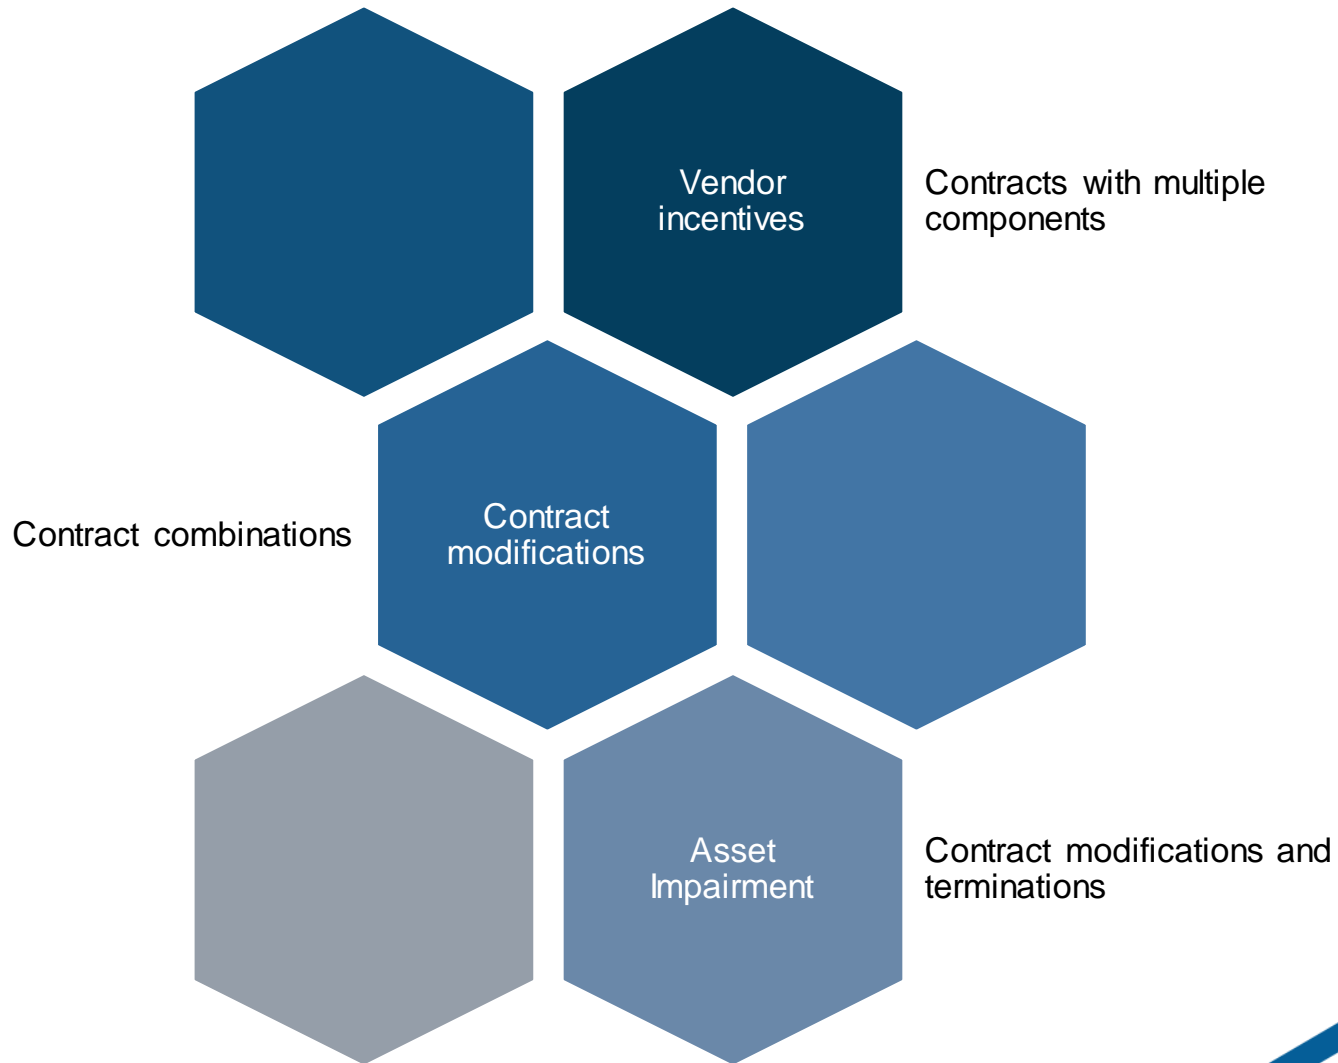 Vendor
incentives
Contracts with multiple
components
Contract combinations
Contract
modifications
Asset
Impairment
Contract modifications and
terminations